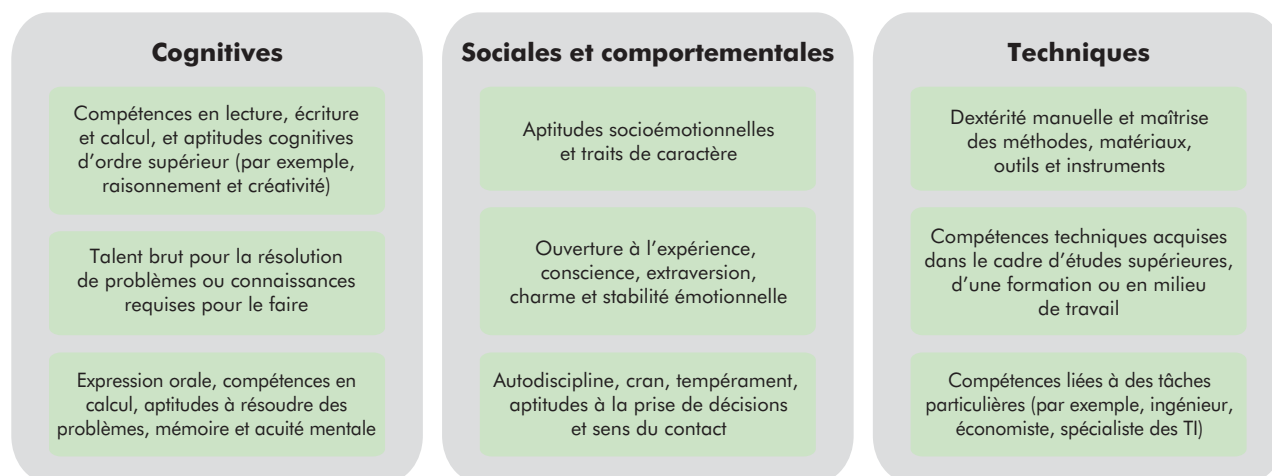 Cognitives
Compétences en lecture, écriture
et calcul, et aptitudes cognitives
d’ordre supérieur (par exemple,
raisonnement et créativité)
Talent brut pour la résolution
de problèmes ou connaissances
requises pour le faire
Expression orale, compétences en
calcul, aptitudes à résoudre des
problèmes, mémoire et acuité mentale
Sociales et comportementales
Aptitudes socioémotionnelles
et traits de caractère
Ouverture à l’expérience,
conscience, extraversion,
charme et stabilité émotionnelle
Autodiscipline, cran, tempérament,
aptitudes à la prise de décisions
et sens du contact
Techniques
Dextérité manuelle et maîtrise
des méthodes, matériaux,
outils et instruments
Compétences techniques acquises
dans le cadre d’études supérieures,
d’une formation ou en milieu
de travail
Compétences liées à des tâches
particulières (par exemple, ingénieur,
économiste, spécialiste des TI)